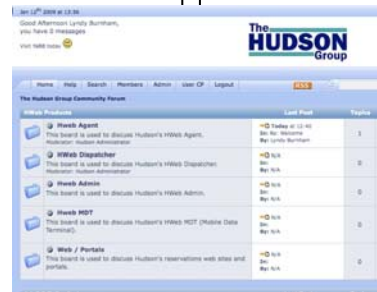 Jan 12th 2009 at 13:36
Good Afternoon Lyndy Burnham,
you have 0 messages
The
HUDSON
Group
Home Help Search Members Admin User CP Logout
RSS
The Hudson Group Community Forum
HWeb Products Last Post Topics
Hweb Agent
This board is used to discuss Hudson's HWeb Agent.
Moderator: Hudson Administrator
Today at 12:40
In: Re: Welcome
By: Lyndy Burnham
1
HWeb Dispatcher
This board is used to discuss Hudson's HWeb Dispatcher.
Moderator: Hudson Administrator
N/A
In:
By: N/A
0
Hweb Admin
This board is used to discuss Hudson's HWeb Admin.
N/A
In:
By: N/A
0
Hweb MDT
This board is used to discuss Hudson's HWeb MDT (Mobile Data
Terminal).
N/A
In:
By: N/A
0
Web / Portals
This board is used to discuss Hudson's reservations web sites and
portals.
N/A
In:
By: N/A
0